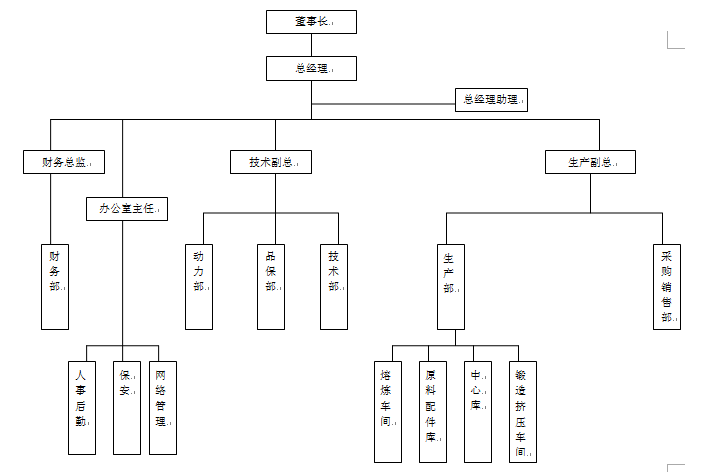 董事长
总经理
总经理助理
财务总监
技术副总
生产副总
办公室主任
财务部
动力部
品保部
技术部
生产部
采购销售部
人事后勤
保安
网络管理
熔炼车间
原料配件库
中心库
锻造挤压车间